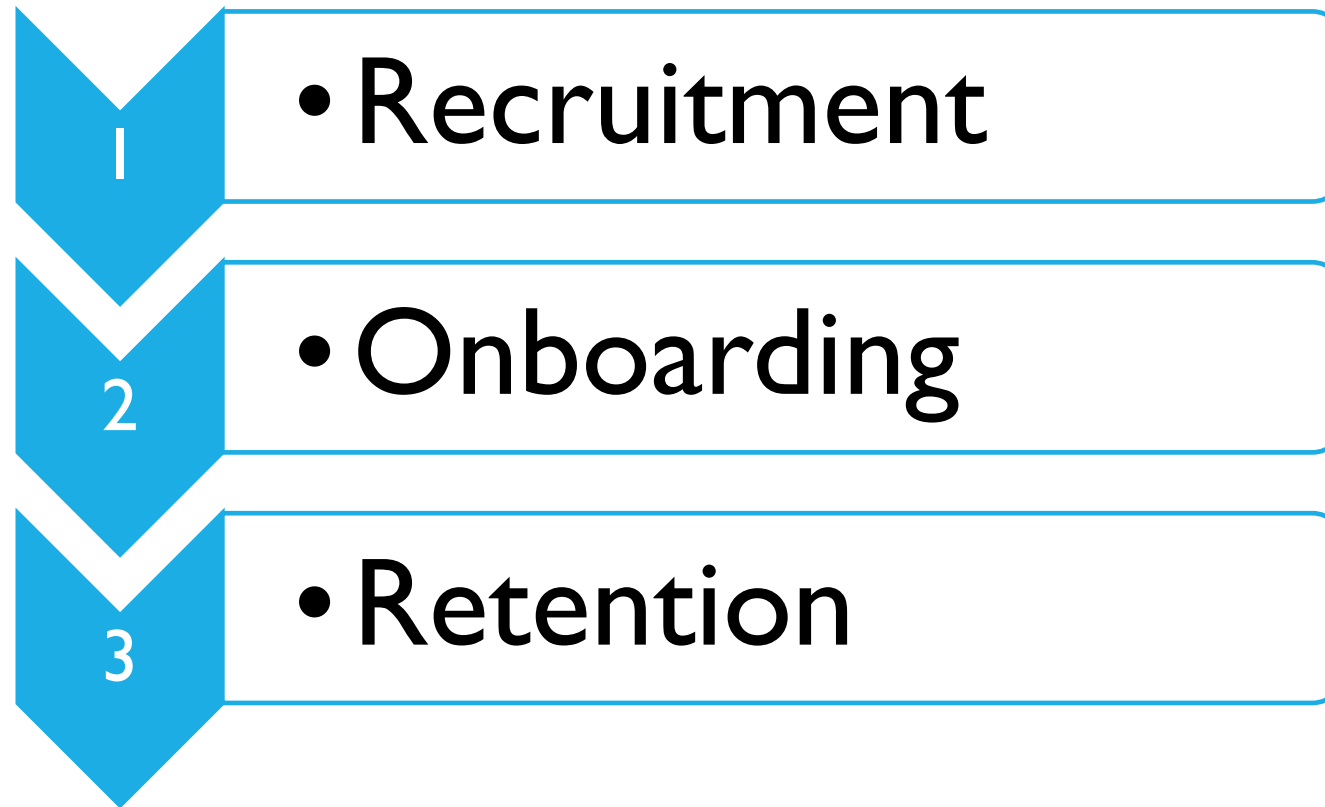 1
• Recruitment
2
• Onboarding
3
• Retention